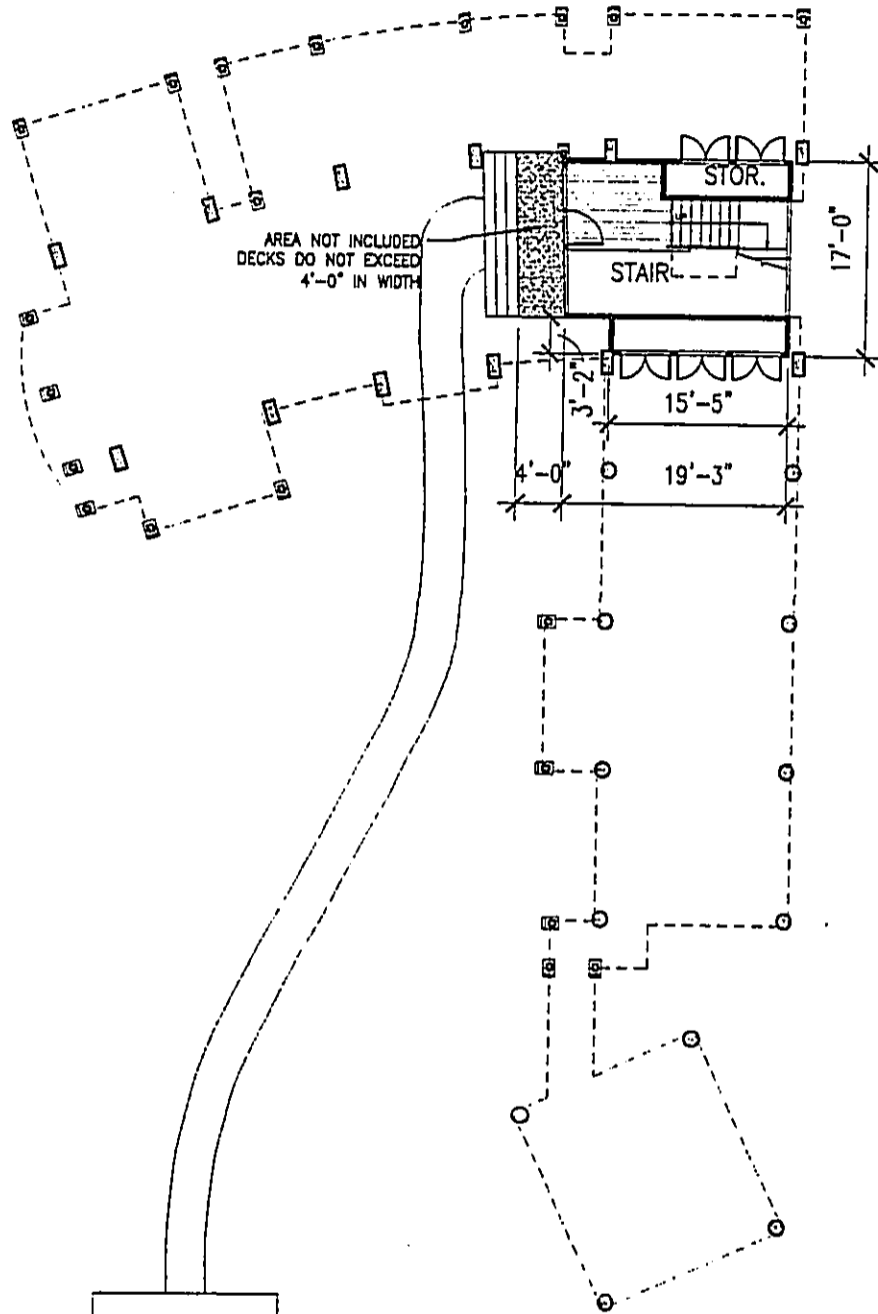 STOR.
AREA NOT INCLUDED
DECKS DO NOT EXCEED
4'-0" IN WIDTH
STAIR
17'-0"
3'-2"
15'-5"
4'-0"
19'-3"